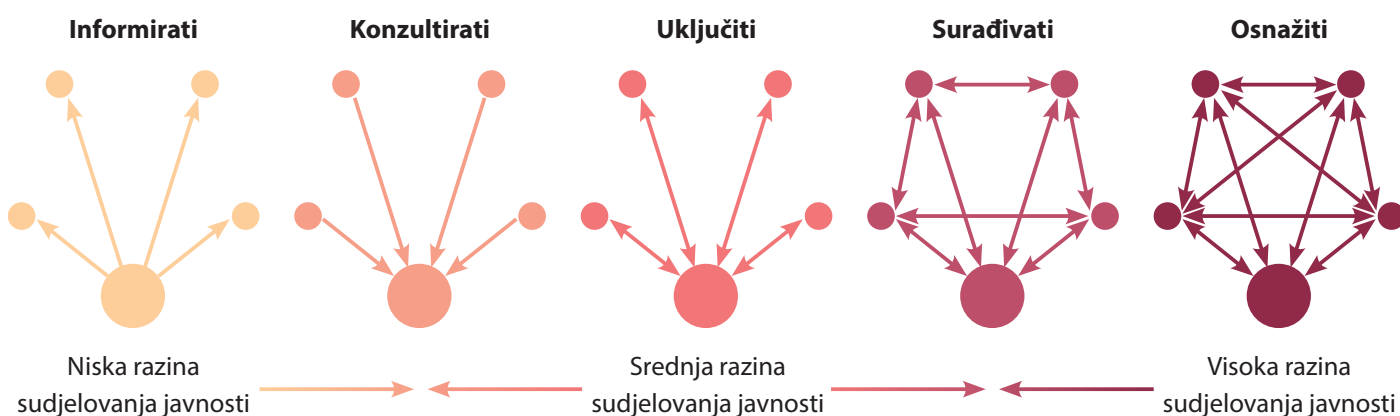 Informirati
Konzultirati
Uključiti
Surađivati
Osnažiti
Niska razina
sudjelovanja javnosti
Srednja razina
sudjelovanja javnosti
Visoka razina
sudjelovanja javnosti